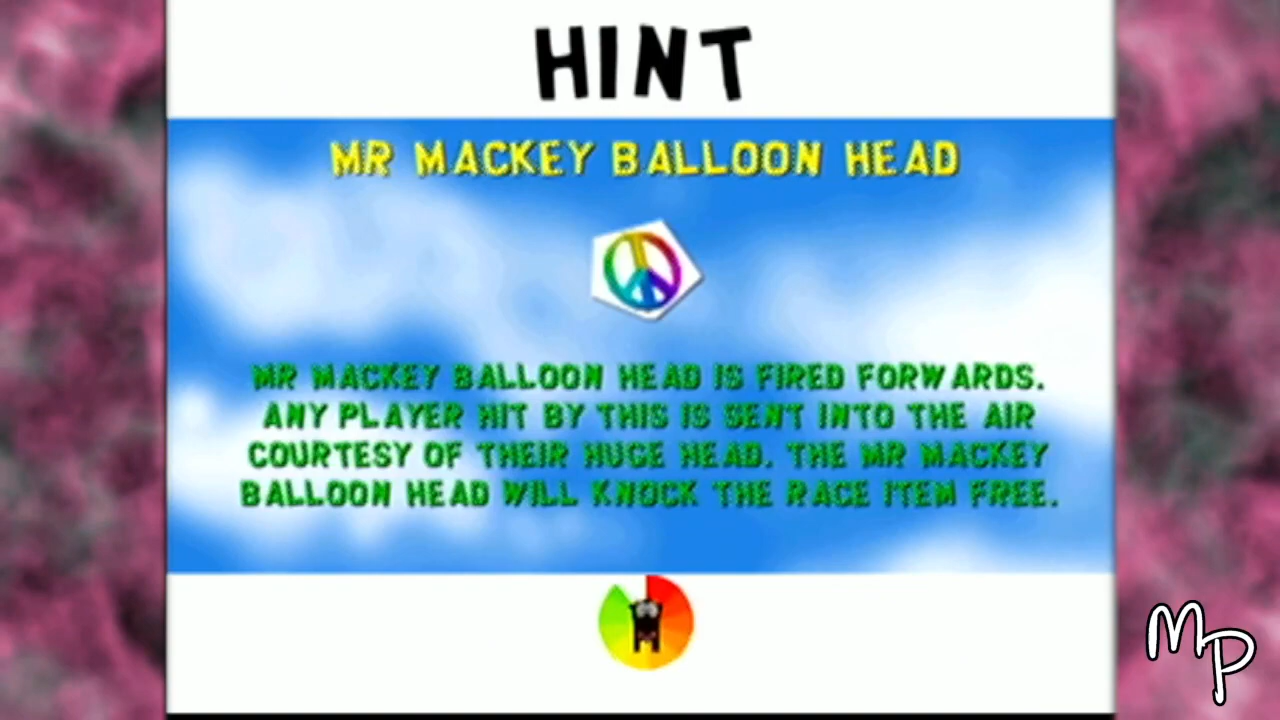 HINT
MR MACKEY BALLOON HEAD
MR MACKEY BALLOON HEAD IS FIRED FORWARDS.
ANY PLAYER HIT BY THIS IS SENT INTO THE AIR
COURTESY OF THEIR HUGE HEAD. THE MR MACKEY
BALLOON HEAD WILL KNOCK THE RACE ITEM FREE.
MP